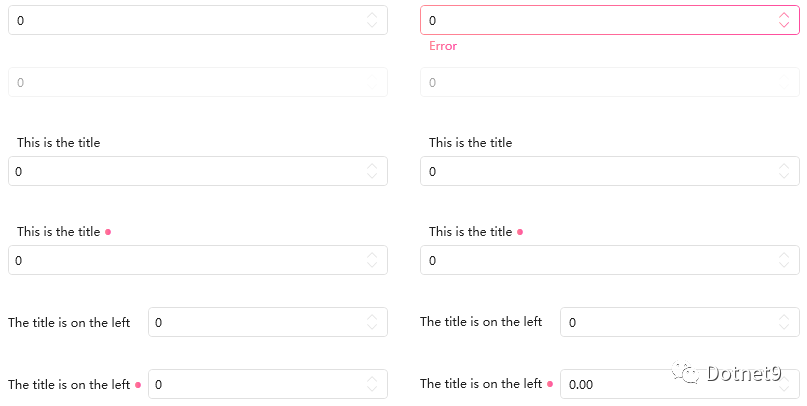 0 0
Error
0 0
This is the title This is the title
0 0
This is the title This is the title
0 0
The title is on the left 0 The title is on the left 0
The title is on the left 0 The title is on the left 0.00
Dotnet9